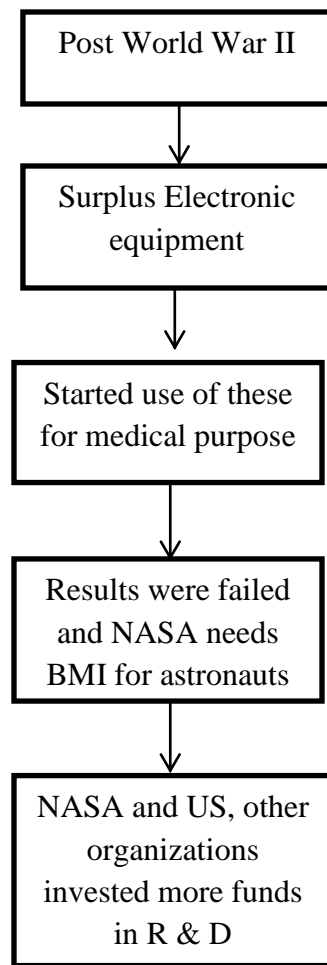 Post World War II
Surplus Electronic
equipment
Started use of these
for medical purpose
Results were failed
and NASA needs
BMI for astronauts
NASA and US, other
organizations
invested more funds
in R & D